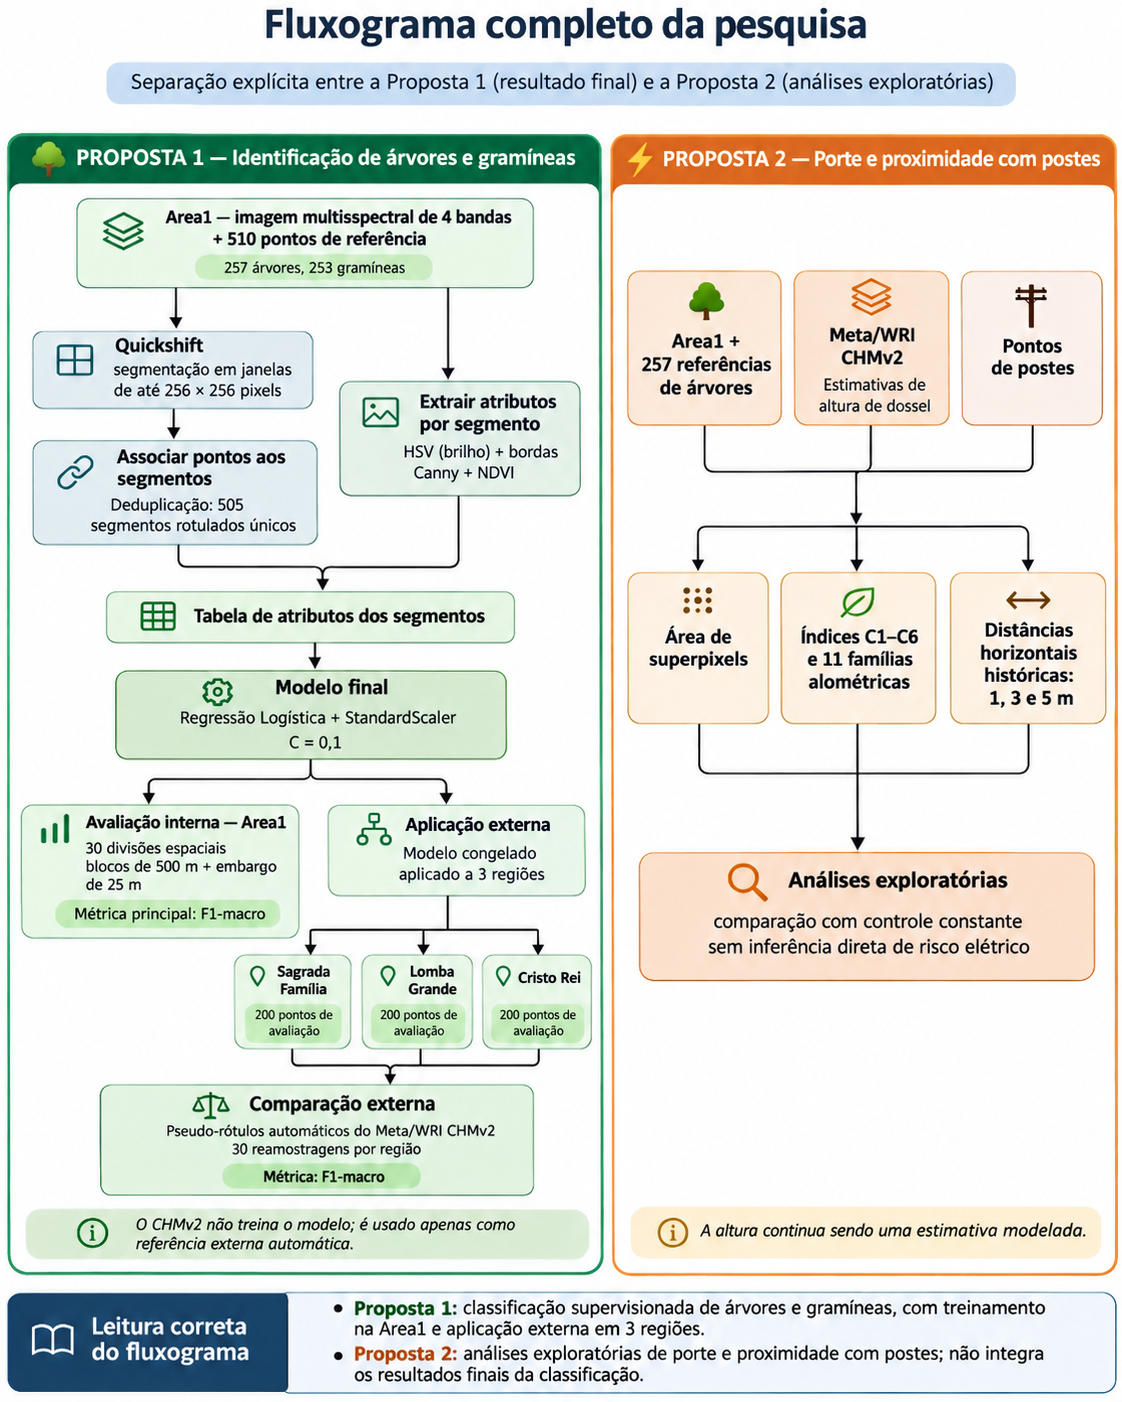 Fluxograma completo da pesquisa
Separação explícita entre a Proposta 1 (resultado final) e a Proposta 2 (análises exploratórias)
PROPOSTA 1 — Identificação de árvores e gramíneas
Area1 — imagem multisspectral de 4 bandas
+ 510 pontos de referência
257 árvores, 253 gramíneas
Quickshift
segmentação em janelas
de até 256 × 256 pixels
Extrair atributos
por segmento
HSV (brilho) + bordas
Canny + NDVI
Associar pontos aos
segmentos
Deduplicação: 505
segmentos rotulados únicos
Tabela de atributos dos segmentos
Modelo final
Regressão Logística + StandardScaler
C = 0,1
Avaliação interna — Area1
30 divisões espaciais
blocos de 500 m + embargo
de 25 m
Métrica principal: F1-macro
Aplicação externa
Modelo congelado
aplicado a 3 regiões
Sagrada
Família
200 pontos de
avaliação
Lomba
Grande
200 pontos de
avaliação
Cristo Rei
200 pontos de
avaliação
Comparação externa
Pseudo-rótulos automáticos do Meta/WRI CHMv2
30 reamostragens por região
Métrica: F1-macro
O CHMv2 não treina o modelo; é usado apenas como
referência externa automática.
PROPOSTA 2 — Porte e proximidade com postes
Area1 +
257 referências
de árvores
Meta/WRI
CHMv2
Estimativas de
altura de dossel
Pontos
de postes
Área de
superpixels
Índices C1–C6
e 11 famílias
alométricas
Distâncias
horizontais
históricas:
1, 3 e 5 m
Análises exploratórias
comparação com controle constante
sem inferência direta de risco elétrico
A altura continua sendo uma estimativa modelada.
Leitura correta
do fluxograma
• Proposta 1: classificação supervisionada de árvores e gramíneas, com treinamento
na Area1 e aplicação externa em 3 regiões.
• Proposta 2: análises exploratórias de porte e proximidade com postes; não integra
os resultados finais da classificação.